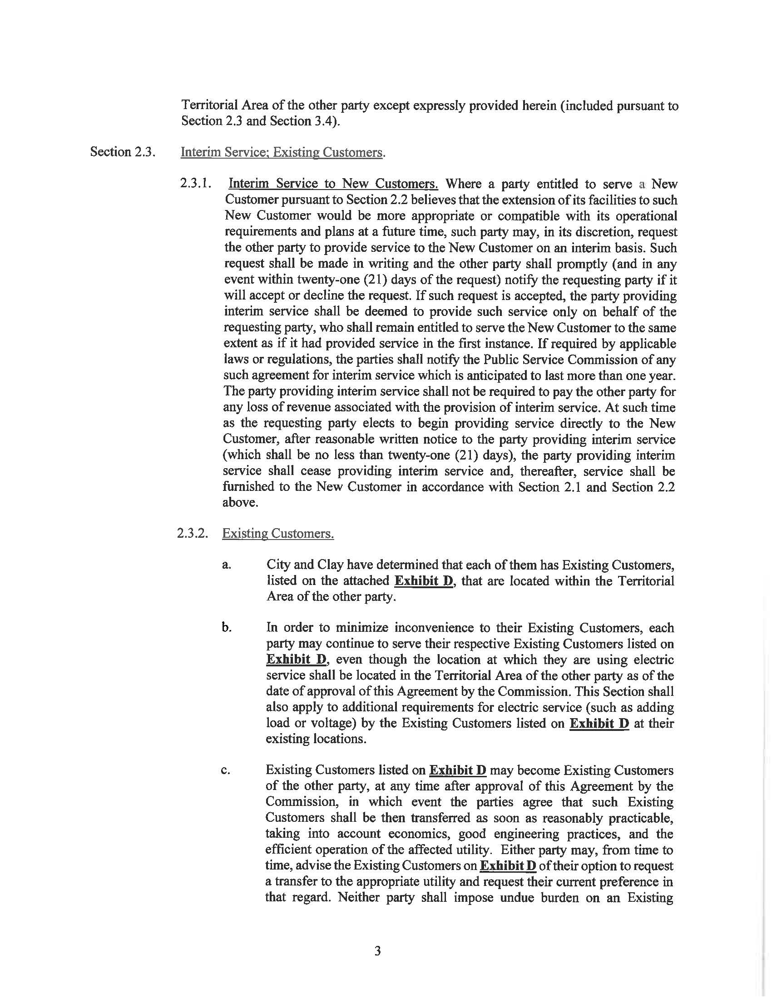 Territorial Area of the other party except expressly provided herein (included pursuant to
Section 2.3 and Section 3.4).
Section 2.3. Interim Service; Existing Customers.
2.3.1. Interim Service to New Customers. Where a party entitled to serve a New
Customer pursuant to Section 2.2 believes that the extension of its facilities to such
New Customer would be more appropriate or compatible with its operational
requirements and plans at a future time, such party may, in its discretion, request
the other party to provide service to the New Customer on an interim basis. Such
request shall be made in writing and the other party shall promptly (and in any
event within twenty-one (21) days of the request) notify the requesting party if it
will accept or decline the request. If such request is accepted, the party providing
interim service shall be deemed to provide such service only on behalf of the
requesting party, who shall remain entitled to serve the New Customer to the same
extent as if it had provided service in the first instance. If required by applicable
laws or regulations, the parties shall notify the Public Service Commission of any
such agreement for interim service which is anticipated to last more than one year.
The party providing interim service shall not be required to pay the other party for
any loss of revenue associated with the provision of interim service. At such time
as the requesting party elects to begin providing service directly to the New
Customer, after reasonable written notice to the party providing interim service
(which shall be no less than twenty-one (21) days), the party providing interim
service shall cease providing interim service and, thereafter, service shall be
furnished to the New Customer in accordance with Section 2.1 and Section 2.2
above.
2.3.2. Existing Customers.
a. City and Clay have determined that each of them has Existing Customers,
listed on the attached Exhibit D, that are located within the Territorial
Area of the other party.
b. In order to minimize inconvenience to their Existing Customers, each
party may continue to serve their respective Existing Customers listed on
Exhibit D, even though the location at which they are using electric
service shall be located in the Territorial Area of the other party as of the
date of approval of this Agreement by the Commission. This Section shall
also apply to additional requirements for electric service (such as adding
load or voltage) by the Existing Customers listed on Exhibit D at their
existing locations.
c. Existing Customers listed on Exhibit D may become Existing Customers
of the other party, at any time after approval of this Agreement by the
Commission, in which event the parties agree that such Existing
Customers shall be then transferred as soon as reasonably practicable,
taking into account economics, good engineering practices, and the
efficient operation of the affected utility. Either party may, from time to
time, advise the Existing Customers on Exhibit D of their option to request
a transfer to the appropriate utility and request their current preference in
that regard. Neither party shall impose undue burden on an Existing
3